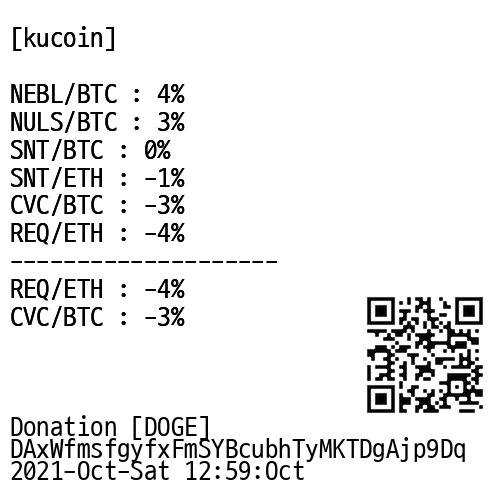 [kucoin]
NEBL/BTC : 4%
NULS/BTC : 3%
SNT/BTC : 0%
SNT/ETH : -1%
CVC/BTC : -3%
REQ/ETH : -4%
--------------------
REQ/ETH : -4%
CVC/BTC : -3%
Donation [DOGE]
DAxWfmsfgyfxFmSYBcubhTyMKTDgAjp9Dq
2021-Oct-Sat 12:59:Oct